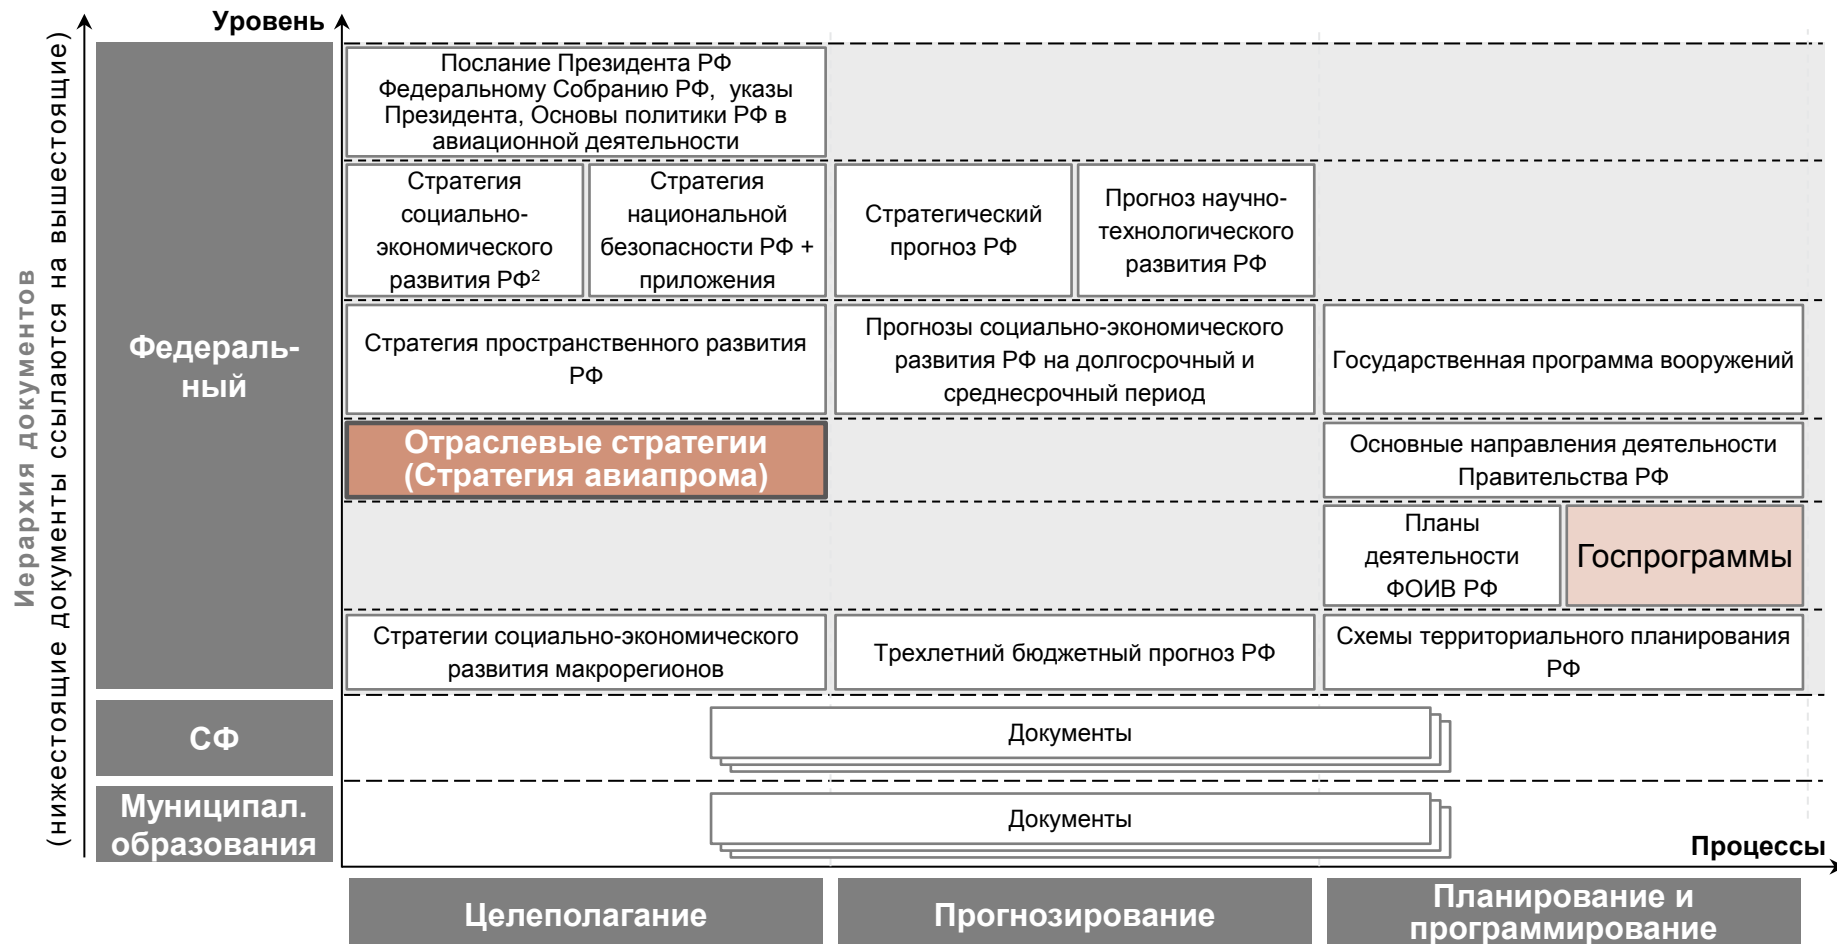 Уровень
Иерархия документов
(нижестоящие документы ссылаются на вышестоящие)
Федераль-
ный
Послание Президента РФ
Федеральному Собранию РФ, указы
Президента, Основы политики РФ в
авиационной деятельности
Стратегия
социально-
экономического
развития РФ²
Стратегия
национальной
безопасности РФ +
приложения
Стратегический
прогноз РФ
Прогноз научно-
технологического
развития РФ
Стратегия пространственного развития
РФ
Прогнозы социально-экономического
развития РФ на долгосрочный и
среднесрочный период
Государственная программа вооружений
Отраслевые стратегии
(Стратегия авиапрома)
Основные направления деятельности
Правительства РФ
Планы
деятельности
ФОИВ РФ
Госпрограммы
Стратегии социально-экономического
развития макрорегионов
Трехлетний бюджетный прогноз РФ
Схемы территориального планирования
РФ
СФ
Документы
Муниципал.
образования
Документы
Процессы
Целеполагание
Прогнозирование
Планирование и
программирование